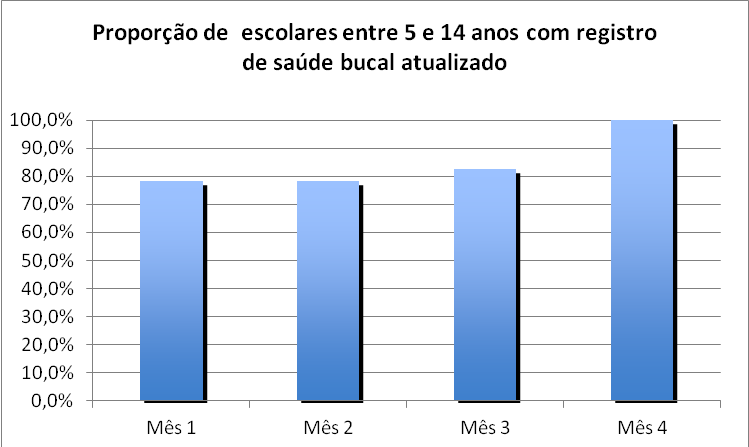 Proporção de  escolares entre 5 e 14 anos com registro
de saúde bucal atualizado
100,0%
90,0%
80,0%
70,0%
60,0%
50,0%
40,0%
30,0%
20,0%
10,0%
0,0%
Mês 1
Mês 2
Mês 3
Mês 4